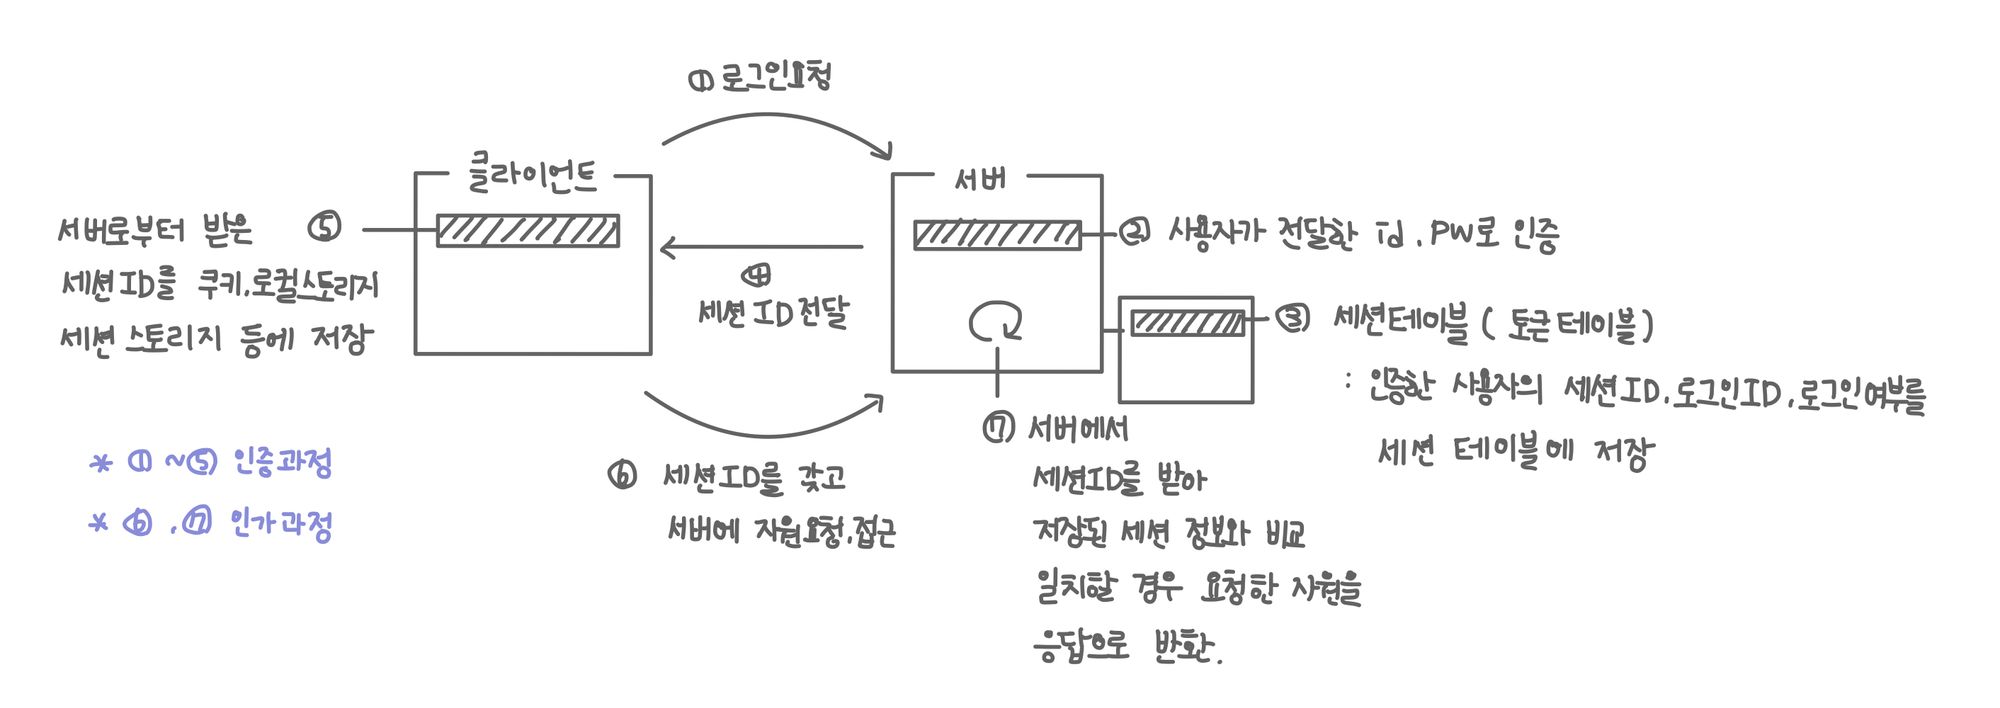 ① 로그인요청
클라이언트
서버
서버로부터 받은 ⑤
세션ID를 쿠키,로컬스토리지
세션스토리지 등에 저장
④
세션 ID 전달
② 사용자가 전달한 id, PW로 인증
③ 세션테이블 ( 토큰테이블 )
: 인증한 사용자의 세션ID, 로그인ID, 로그인여부를
세션 테이블에 저장
⑥ 세션ID를 갖고
서버에 자원요청,접근
⑦ 서버에서
세션ID를 받아
저장된 세션 정보와 비교
일치할 경우 요청한 자원을
응답으로 반환.
* ① ~⑤ 인증과정
* ⑥ , ⑦ 인가과정